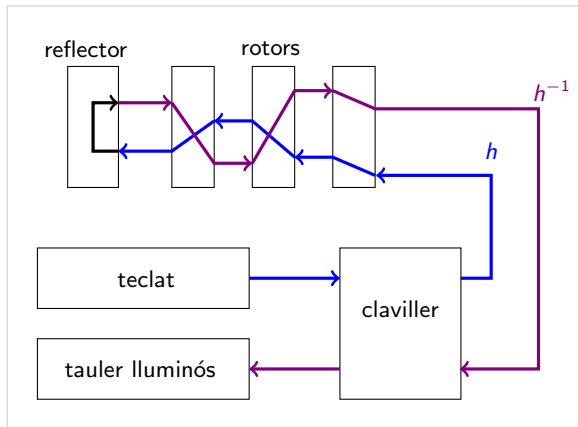 reflector
rotors
h⁻¹
h
teclat
claviller
tauler lluminós